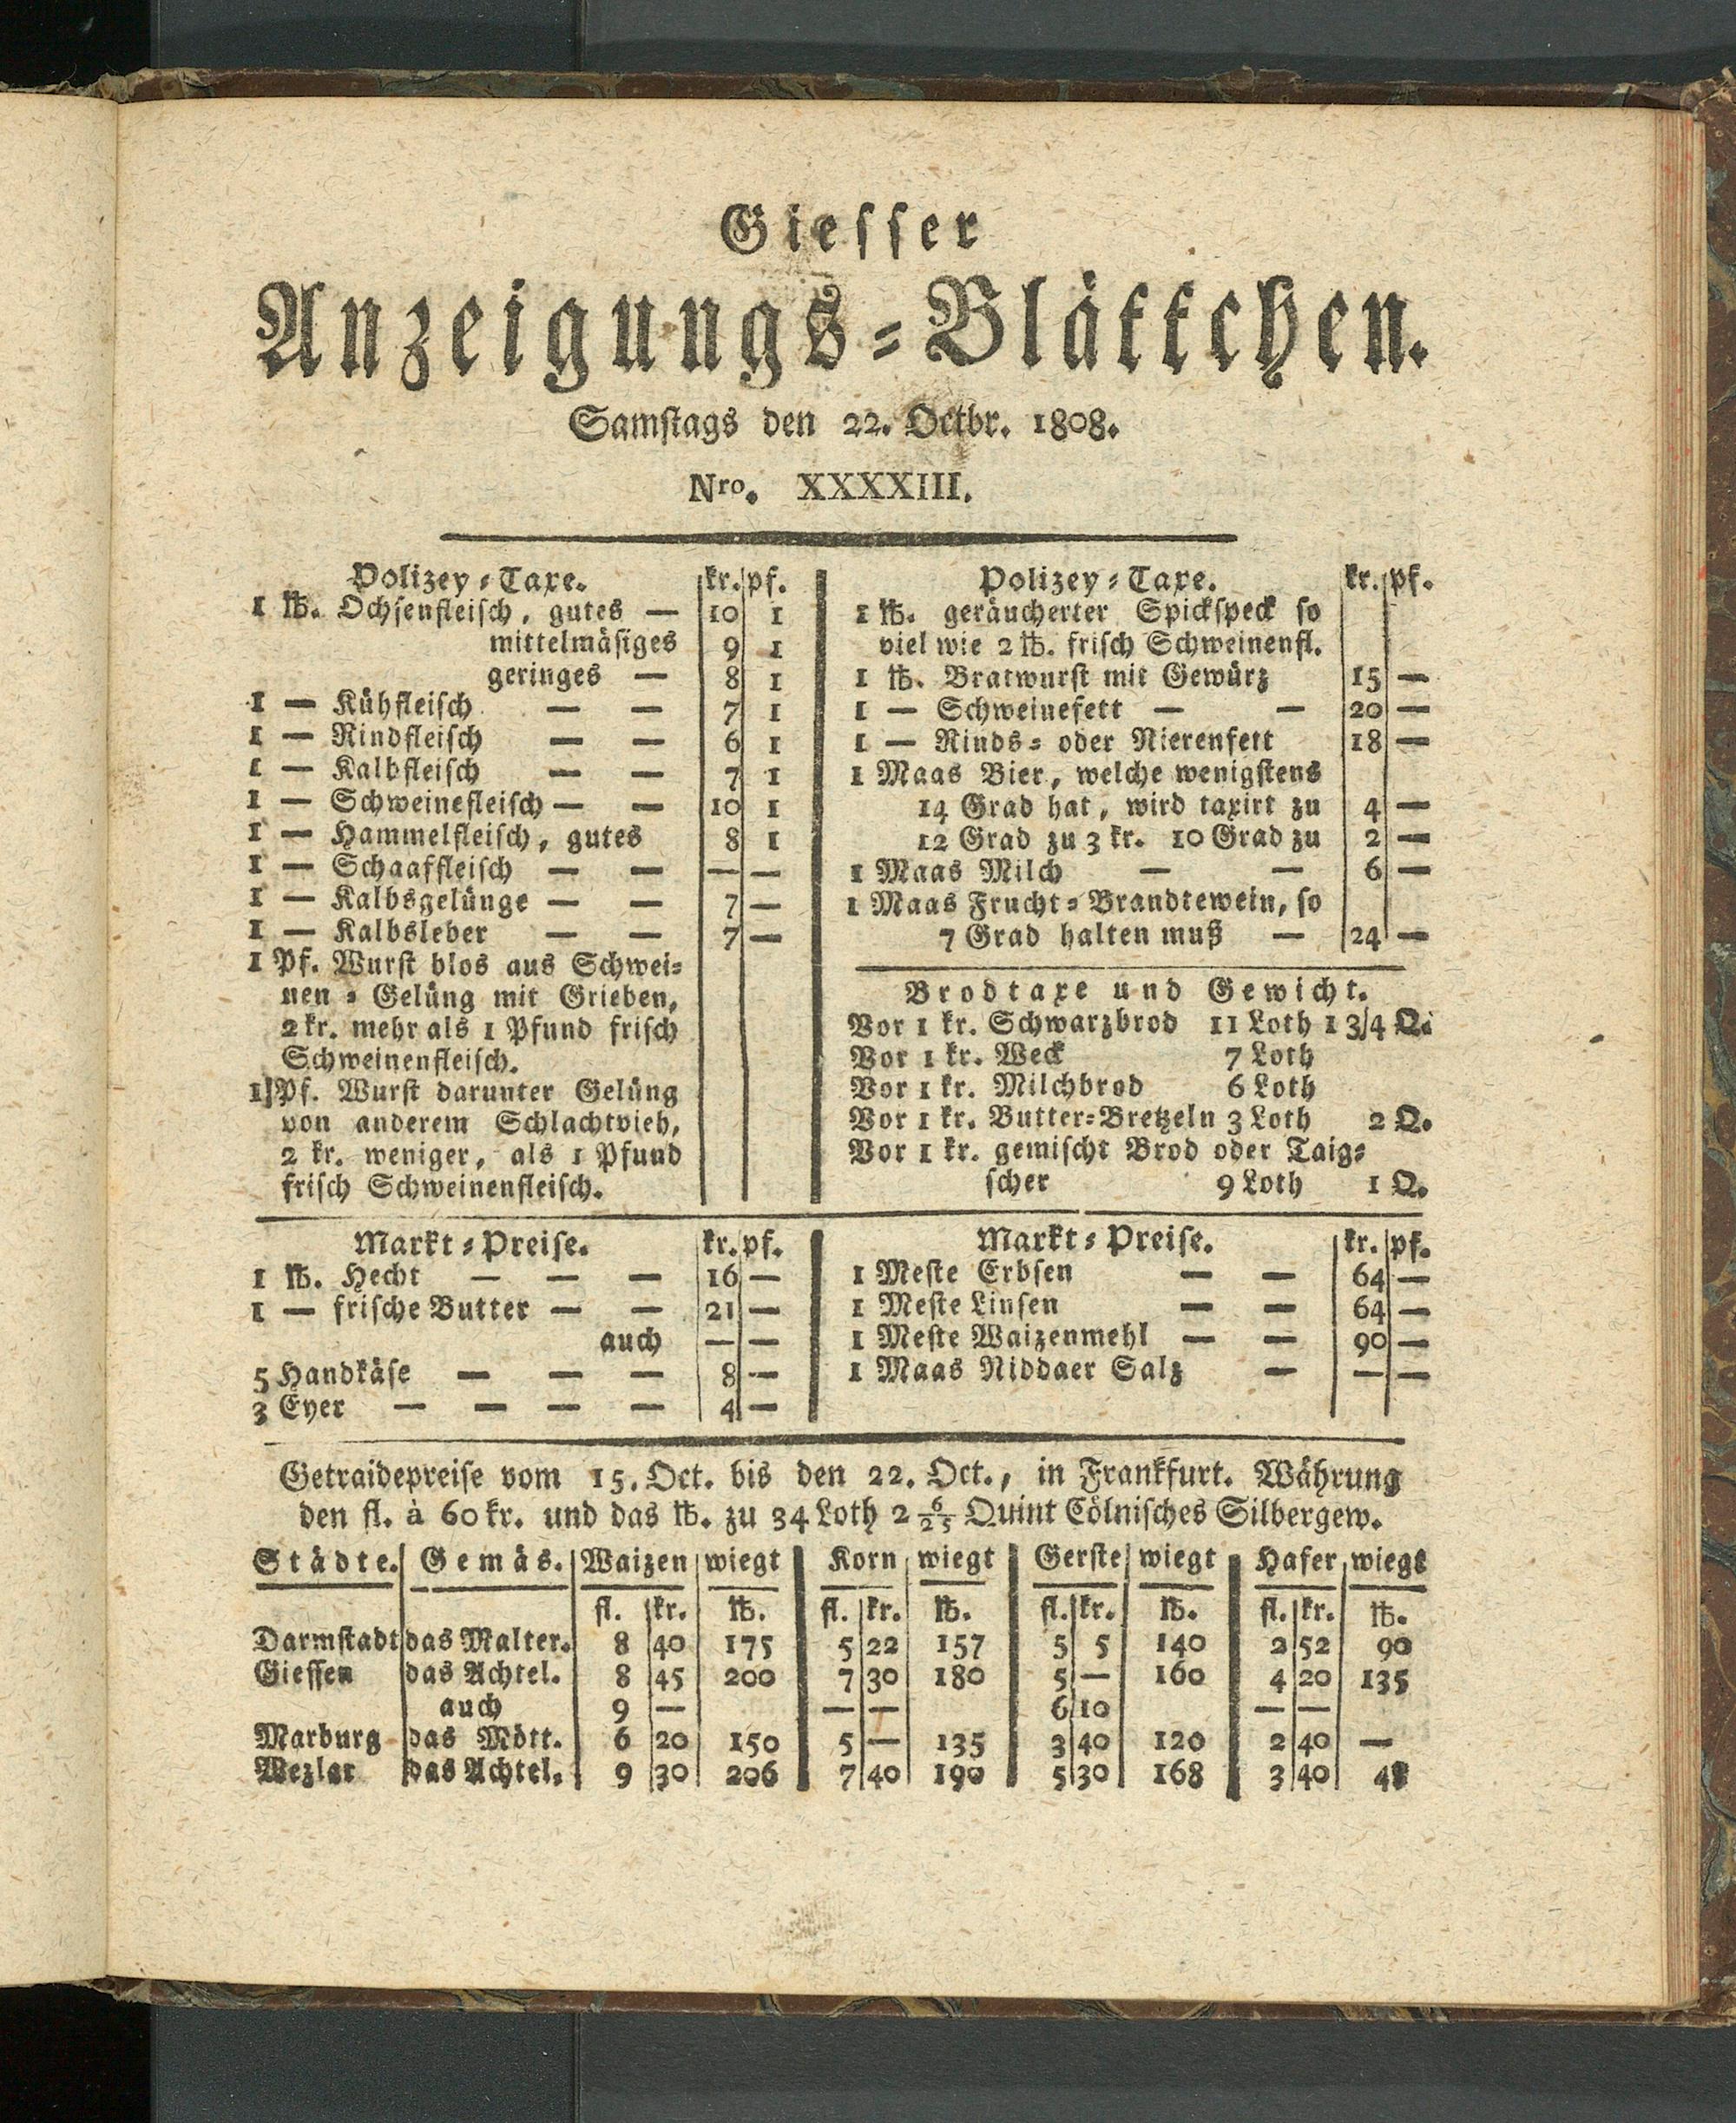 Giesser
Anzeigungs-Blättchen.
Samstags den 22. Octbr. 1808.
Nro. XXXXIII.
Polizey-Taxe. kr. pf.
1 ℔. Ochsenfleisch, gutes — 10 1
mittelmäsiges 9 1
geringes — 8 1
1 — Kühfleisch — — 7 1
1 — Rindfleisch — — 6 1
1 — Kalbfleisch — — 7 1
1 — Schweinefleisch — — 10 1
1 — Hammelfleisch, gutes 8 1
1 — Schaaffleisch — — — —
1 — Kalbsgelünge — — 7 —
1 — Kalbsleber — — 7 —
1 Pf. Wurst blos aus Schwei-
nen-Gelüng mit Grieben,
2 kr. mehr als 1 Pfund frisch
Schweinenfleisch.
1 Pf. Wurst darunter Gelüng
von anderem Schlachtvieh,
2 kr. weniger, als 1 Pfund
frisch Schweinenfleisch.
Polizey-Taxe. kr. pf.
1 ℔. geräucherter Spickspeck so
viel wie 2 ℔. frisch Schweinenfl.
1 ℔. Bratwurst mit Gewürz 15 —
1 — Schweinefett — — 20 —
1 — Rinds- oder Nierenfett 18 —
1 Maas Bier, welche wenigstens
14 Grad hat, wird taxirt zu 4 —
12 Grad zu 3 kr. 10 Grad zu 2 —
1 Maas Milch — — 6 —
1 Maas Frucht-Brandtewein, so
7 Grad halten muß — 24 —
Brodtaxe und Gewicht.
Vor 1 kr. Schwarzbrod 11 Loth 1 3/4 Q.
Vor 1 kr. Weck 7 Loth
Vor 1 kr. Milchbrod 6 Loth
Vor 1 kr. Butter-Bretzeln 3 Loth 2 Q.
Vor 1 kr. gemischt Brod oder Taig-
scher 9 Loth 1 Q.
Markt-Preise. kr. pf.
1 ℔. Hecht — — — 16 —
1 — frische Butter — — 21 —
auch — —
5 Handkäse — — — 8 —
3 Eyer — — — — 4 —
Markt-Preise. kr. pf.
1 Meste Erbsen — — 64 —
1 Meste Linsen — — 64 —
1 Meste Waizenmehl — — 90 —
1 Maas Niddaer Salz — — —
Getraidepreise vom 15. Oct. bis den 22. Oct., in Frankfurt. Währung
den fl. à 60 kr. und das ℔. zu 34 Loth 2 6/25 Quint Cölnisches Silbergew.
Städte. Gemäs. Waizen wiegt Korn wiegt Gerste wiegt Hafer wiegt
fl. kr. ℔. fl. kr. ℔. fl. kr. ℔. fl. kr. ℔.
Darmstadt das Malter. 8 40 175 5 22 157 5 5 140 2 52 90
Giessen das Achtel. 8 45 200 7 30 180 5 — 160 4 20 135
auch 9 — — — 6 10 — —
Marburg das Mött. 6 20 150 5 — 135 3 40 120 2 40 —
Wezlar das Achtel. 9 30 206 7 40 190 5 30 168 3 40